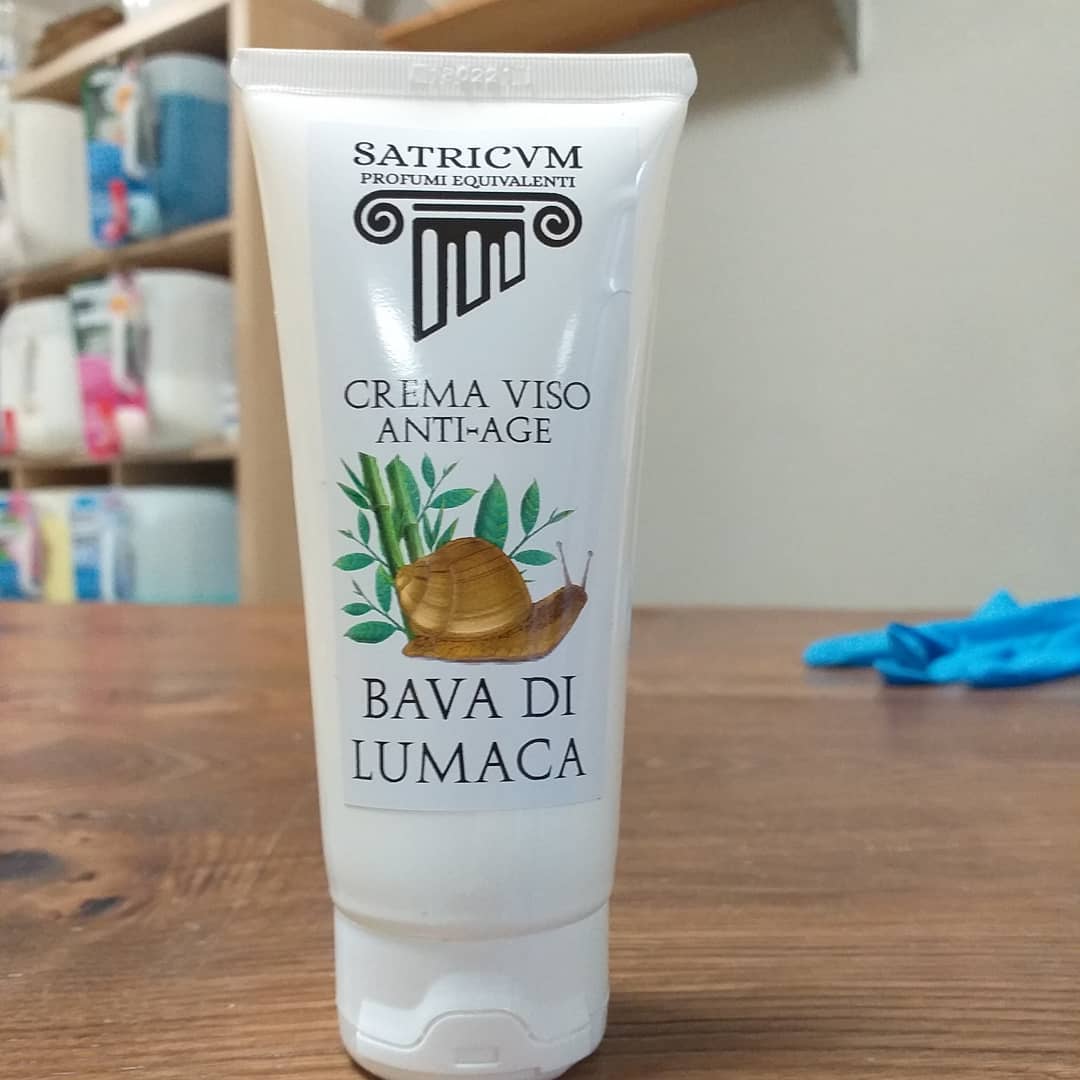 SATRICVM
PROFUMI EQUIVALENTI
CREMA VISO
ANTI-AGE
BAVA DI
LUMACA